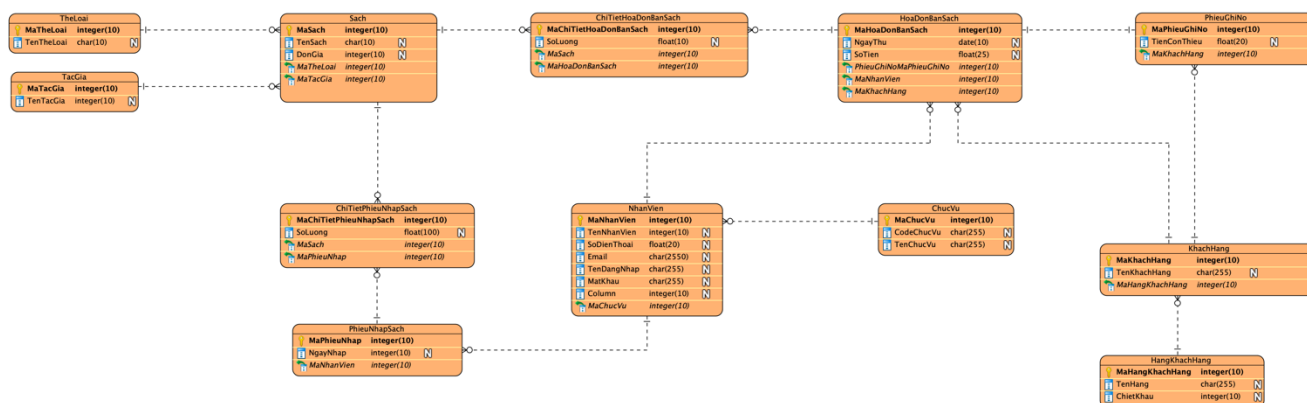 TheLoai
MaTheLoai integer(10)
TenTheLoai char(10) N
TacGia
MaTacGia integer(10)
TenTacGia integer(10) N
Sach
MaSach integer(10)
TenSach char(10) N
DonGia integer(10) N
MaTheLoai integer(10)
MaTacGia integer(10)
ChiTietHoaDonBanSach
MaChiTietHoaDonBanSach integer(10)
SoLuong float(10) N
MaSach integer(10)
MaHoaDonBanSach integer(10)
HoaDonBanSach
MaHoaDonBanSach integer(10)
NgayThu date(10) N
SoTien float(25) N
PhieuGhiNoMaPhieuGhiNo integer(10)
MaNhanVien integer(10)
MaKhachHang integer(10)
PhieuGhiNo
MaPhieuGhiNo integer(10)
TienConThieu float(20) N
MaKhachHang integer(10)
ChiTietPhieuNhapSach
MaChiTietPhieuNhapSach integer(10)
SoLuong float(100) N
MaSach integer(10)
MaPhieuNhap integer(10)
NhanVien
MaNhanVien integer(10)
TenNhanVien integer(10) N
SoDienThoai float(20) N
Email char(2550) N
TenDangNhap char(255) N
MatKhau char(255) N
Column integer(10) N
MaChucVu integer(10)
ChucVu
MaChucVu integer(10)
CodeChucVu char(255) N
TenChucVu char(255) N
KhachHang
MaKhachHang integer(10)
TenKhachHang char(255) N
MaHangKhachHang integer(10)
PhieuNhapSach
MaPhieuNhap integer(10)
NgayNhap integer(10) N
MaNhanVien integer(10)
HangKhachHang
MaHangKhachHang integer(10)
TenHang char(255) N
ChietKhau integer(10) N